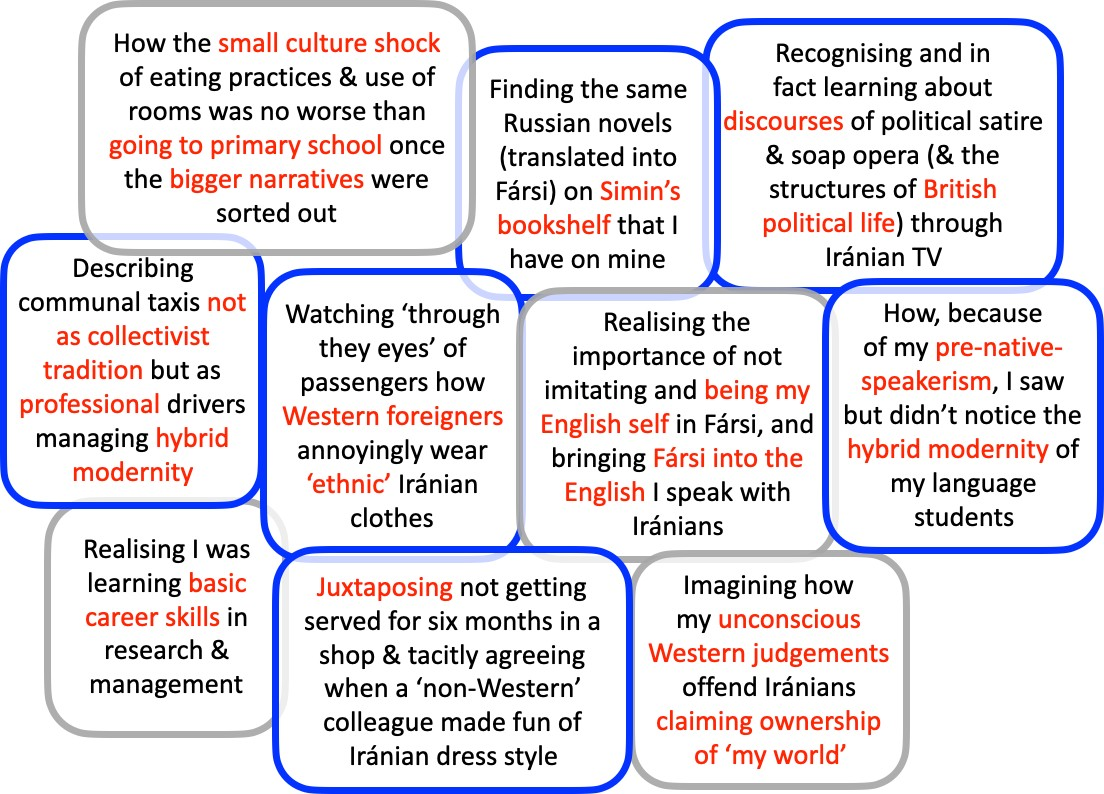 How the small culture shock
of eating practices & use of
rooms was no worse than
going to primary school once
the bigger narratives were
sorted out
Finding the same
Russian novels
(translated into
Fársi) on Simin’s
bookshelf that I
have on mine
Recognising and in
fact learning about
discourses of political satire
& soap opera (& the
structures of British
political life) through
Iránian TV
Describing
communal taxis not
as collectivist
tradition but as
professional drivers
managing hybrid
modernity
Watching ‘through
they eyes’ of
passengers how
Western foreigners
annoyingly wear
‘ethnic’ Iránian
clothes
Realising the
importance of not
imitating and being my
English self in Fársi, and
bringing Fársi into the
English I speak with
Iránians
How, because
of my pre-native-
speakerism, I saw
but didn’t notice the
hybrid modernity of
my language
students
Realising I was
learning basic
career skills in
research &
management
Juxtaposing not getting
served for six months in a
shop & tacitly agreeing
when a ‘non-Western’
colleague made fun of
Iránian dress style
Imagining how
my unconscious
Western judgements
offend Iránians
claiming ownership
of ‘my world’